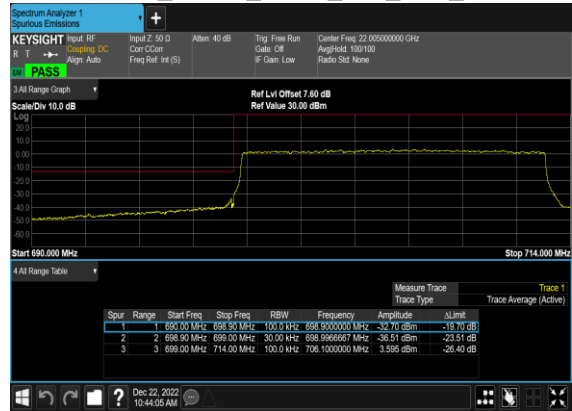 Spectrum Analyzer 1
Spurious Emissions
KEYSIGHT Input: RF Input Z: 50 Ω Atten: 40 dB Trig: Free Run Center Freq: 22.005000000 GHz
R T Coupling: DC Corr CCorr Gate: Off Avg|Hold: 100/100
Align: Auto Freq Ref: Int (S) IF Gain: Low Radio Std: None
LXI PASS
3 All Range Graph
Ref Lvl Offset 7.60 dB
Scale/Div 10.0 dB Ref Value 30.00 dBm
Log
20.0
10.0
0.00
-10.0
-20.0
-30.0
-40.0
-50.0
-60.0
Start 690.000 MHz Stop 714.000 MHz
4 All Range Table
Measure Trace Trace 1
Trace Type Trace Average (Active)
Spur Range Start Freq Stop Freq RBW Frequency Amplitude ΔLimit
1 1 690.00 MHz 698.90 MHz 100.0 kHz 698.9000000 MHz -32.70 dBm -19.70 dB
2 2 698.90 MHz 699.00 MHz 30.00 kHz 698.9966667 MHz -36.51 dBm -23.51 dB
3 3 699.00 MHz 714.00 MHz 100.0 kHz 706.1000000 MHz 3.595 dBm -26.40 dB
? Dec 22, 2022
10:44:05 AM